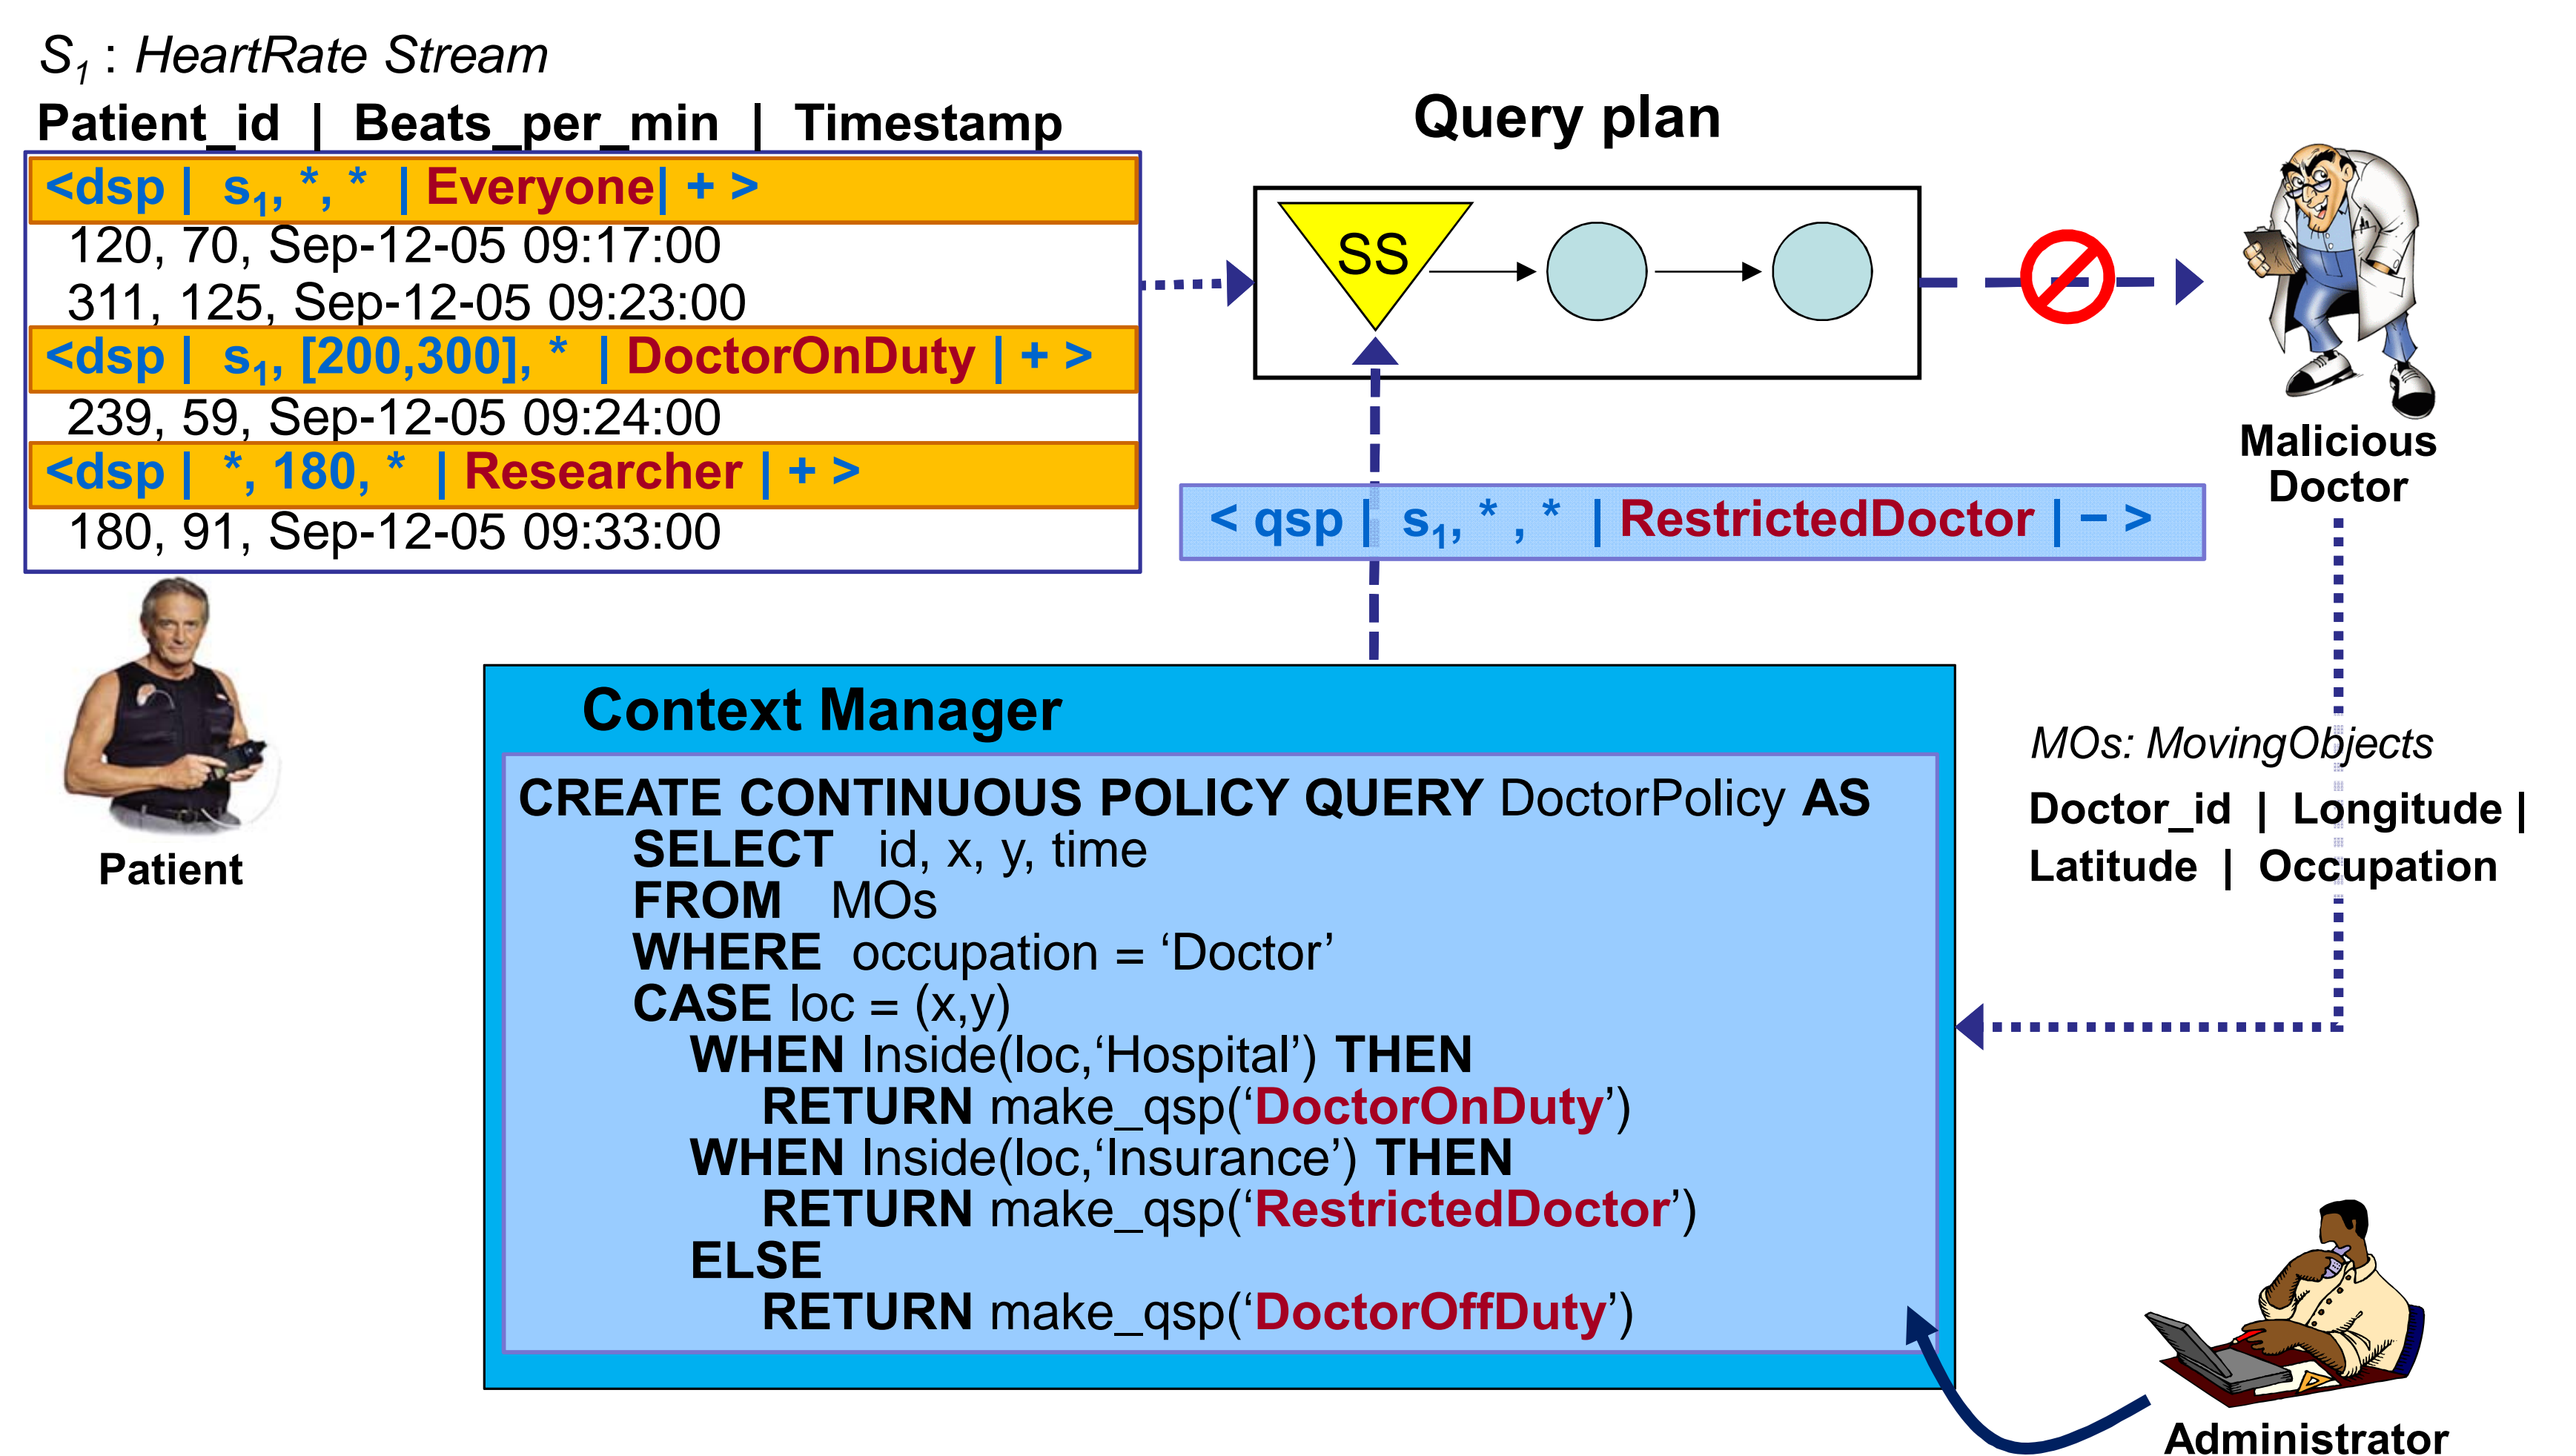 S1 : HeartRate Stream
Patient_id | Beats_per_min | Timestamp
<dsp | s1, *, * | Everyone| + >
120, 70, Sep-12-05 09:17:00
311, 125, Sep-12-05 09:23:00
<dsp | s1, [200,300], * | DoctorOnDuty | + >
239, 59, Sep-12-05 09:24:00
<dsp | *, 180, * | Researcher | + >
180, 91, Sep-12-05 09:33:00
Patient
Query plan
SS
Malicious
Doctor
< qsp | s1, * , * | RestrictedDoctor | − >
Context Manager
CREATE CONTINUOUS POLICY QUERY DoctorPolicy AS
SELECT id, x, y, time
FROM MOs
WHERE occupation = ‘Doctor’
CASE loc = (x,y)
WHEN Inside(loc,‘Hospital’) THEN
RETURN make_qsp(‘DoctorOnDuty’)
WHEN Inside(loc,‘Insurance’) THEN
RETURN make_qsp(‘RestrictedDoctor’)
ELSE
RETURN make_qsp(‘DoctorOffDuty’)
MOs: MovingObjects
Doctor_id | Longitude |
Latitude | Occupation
Administrator